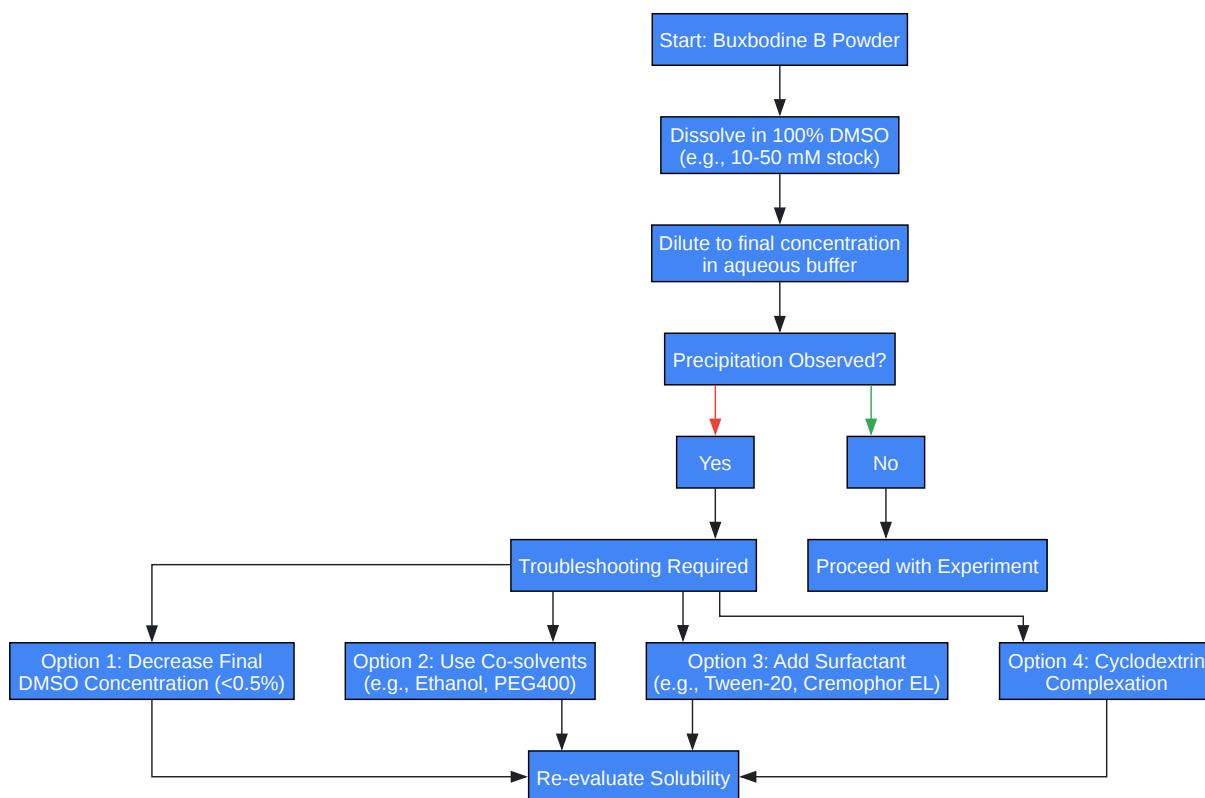 Start: Buxbodine B Powder
Dissolve in 100% DMSO
(e.g., 10-50 mM stock)
Dilute to final concentration
in aqueous buffer
Precipitation Observed?
Yes
No
Troubleshooting Required
Proceed with Experiment
Option 1: Decrease Final
DMSO Concentration (<0.5%)
Option 2: Use Co-solvents
(e.g., Ethanol, PEG400)
Option 3: Add Surfactant
(e.g., Tween-20, Cremophor EL)
Option 4: Cyclodextrin
Complexation
Re-evaluate Solubility